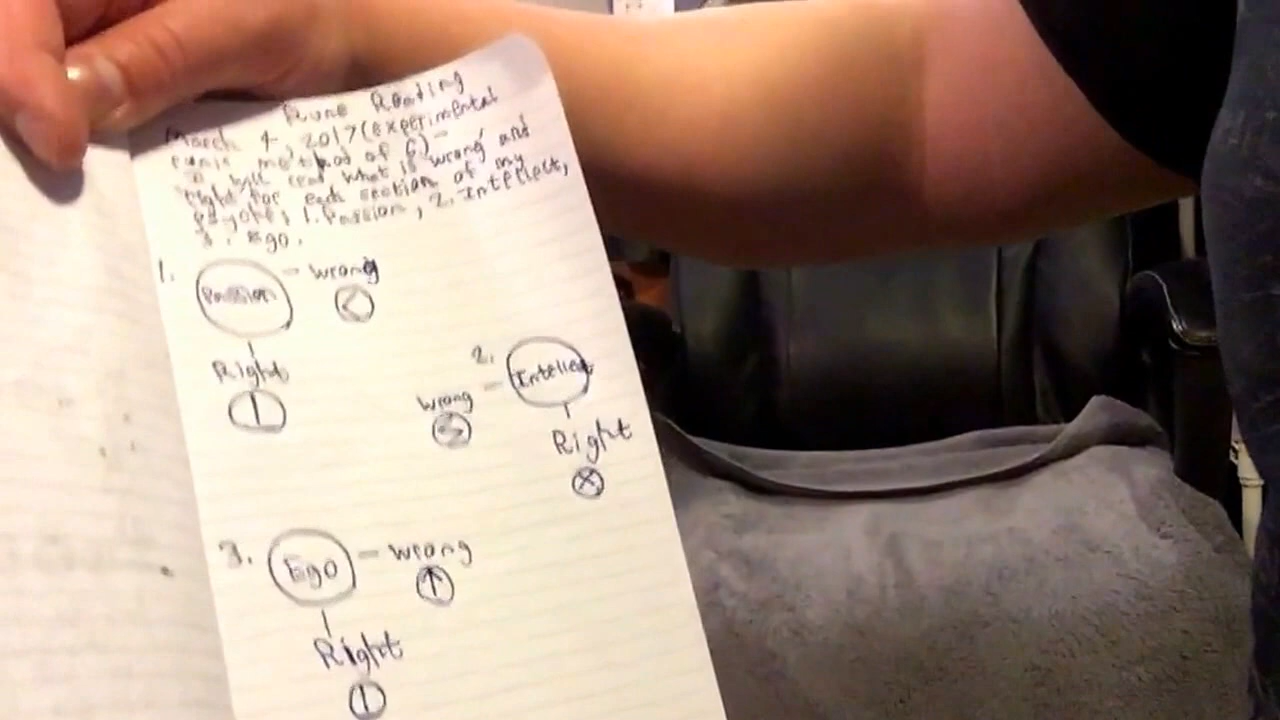 Rune Reading
March 4, 2017 (experimental
runic method of 6) -
I will read what is wrong and
right for each section of my
psyche, 1. Passion, 2. Intellect,
3. Ego.
1. Passion - Wrong
Right
2. Intellect
Wrong -
Right
3. Ego - Wrong
Right